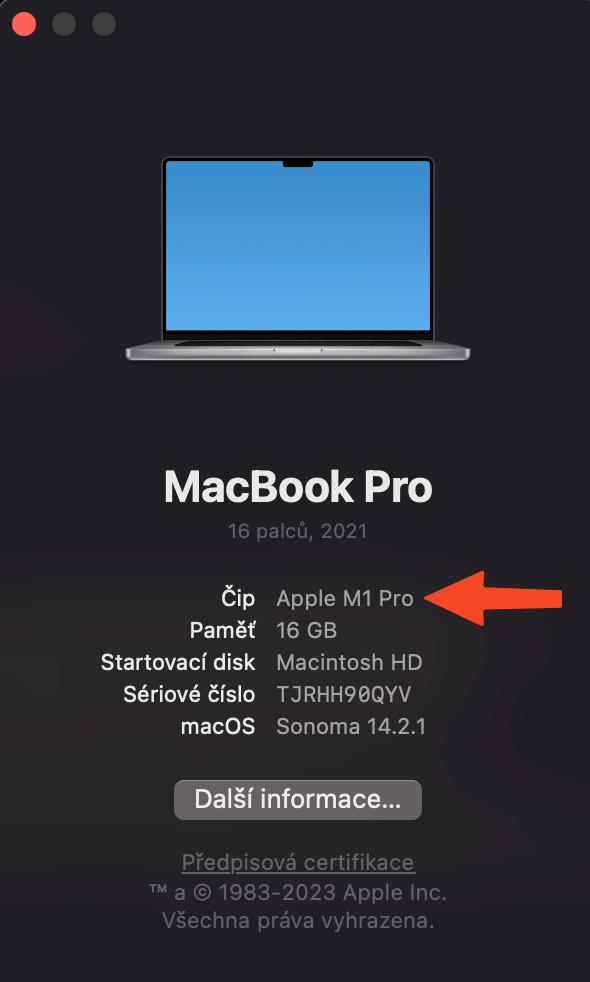 MacBook Pro
16 palců, 2021
Čip Apple M1 Pro
Paměť 16 GB
Startovací disk Macintosh HD
Sériové číslo TJRHH90QYV
macOS Sonoma 14.2.1
Další informace...
Předpisová certifikace
™ a © 1983-2023 Apple Inc.
Všechna práva vyhrazena.